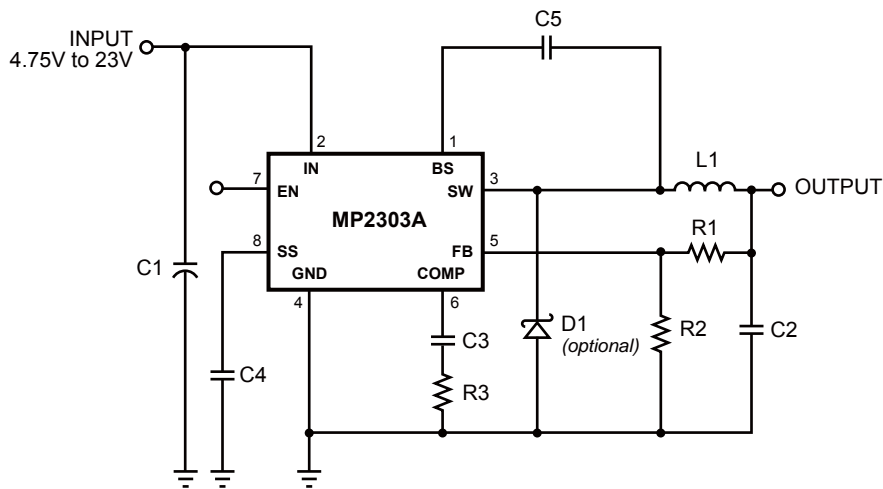 C5
INPUT
4.75V to 23V
2
1
L1
IN
BS
7
EN
SW
3
OUTPUT
MP2303A
R1
8
SS
FB
5
C1
GND
COMP
4
6
D1
(optional)
R2
C2
C3
C4
R3